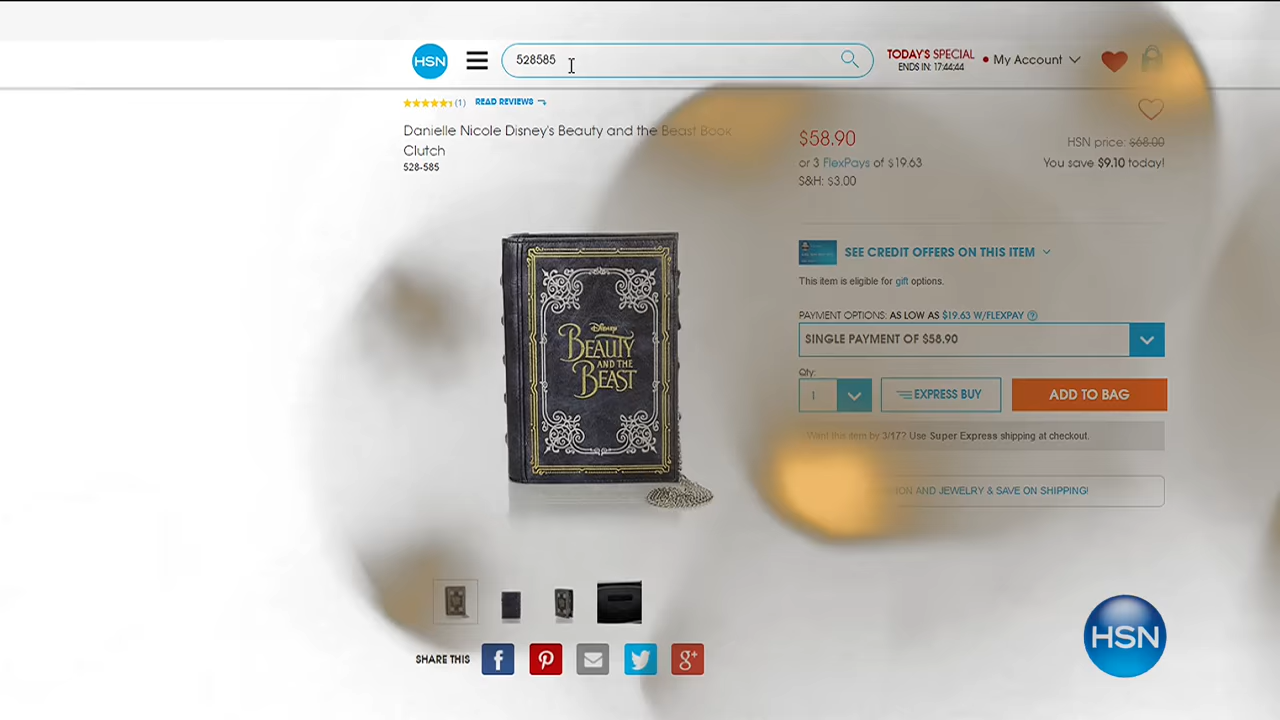 HSN
528585
TODAY'S SPECIAL
ENDS IN: 17:44:44
My Account
(1) READ REVIEWS
Danielle Nicole Disney's Beauty and the Beast Book
Clutch
528-585
$58.90
HSN price: $68.00
or 3 FlexPays of $19.63
You save $9.10 today!
S&H: $3.00
SEE CREDIT OFFERS ON THIS ITEM
This item is eligible for gift options.
PAYMENT OPTIONS: AS LOW AS $19.63 W/FLEXPAY ?
SINGLE PAYMENT OF $58.90
Qty:
1
EXPRESS BUY
ADD TO BAG
Want this item by 3/17? Use Super Express shipping at checkout.
ION AND JEWELRY & SAVE ON SHIPPING!
Disney
BEAUTY
AND THE
BEAST
SHARE THIS
HSN